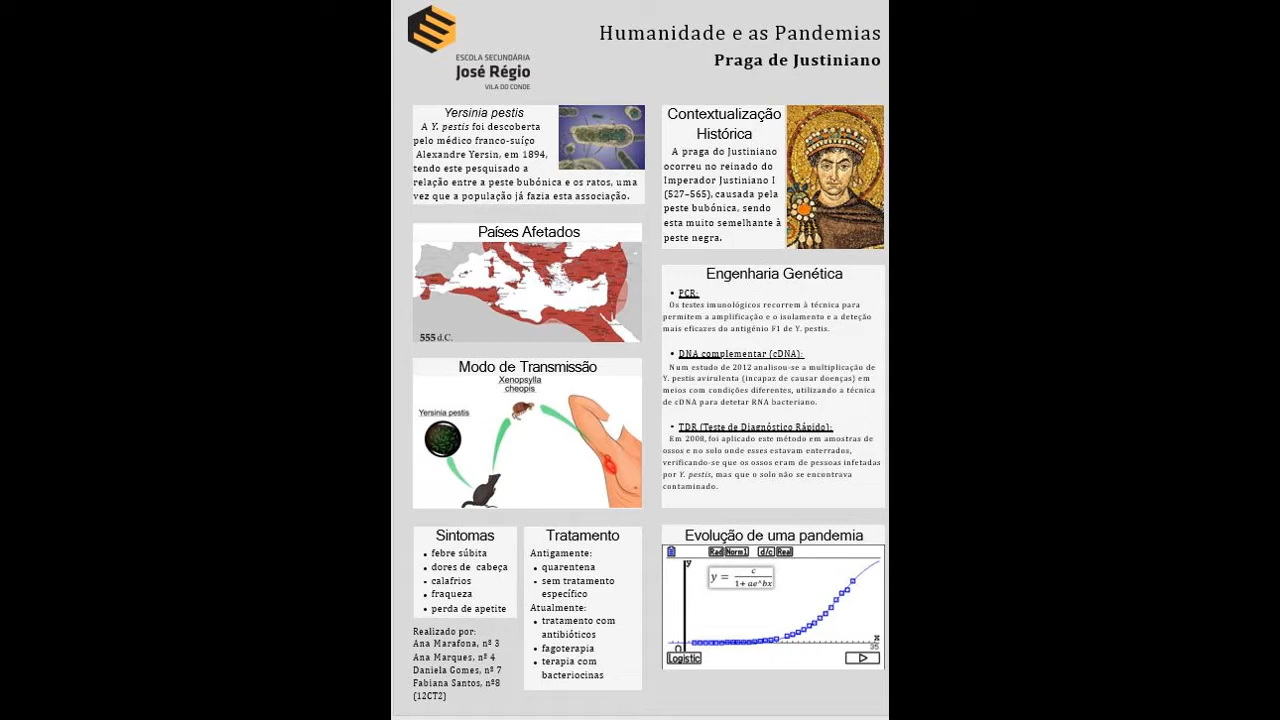 ESCOLA SECUNDÁRIA
José Régio
VILA DO CONDE
Humanidade e as Pandemias
Praga de Justiniano
Yersinia pestis
A Y. pestis foi descoberta
pelo médico franco-suíço
Alexandre Yersin, em 1894,
tendo este pesquisado a
relação entre a peste bubónica e os ratos, uma
vez que a população já fazia esta associação.
Contextualização
Histórica
A praga do Justiniano
ocorreu no reinado do
Imperador Justiniano I
(527–565), causada pela
peste bubónica, sendo
esta muito semelhante à
peste negra.
Países Afetados
555 d.C.
Engenharia Genética
• PCR:
Os testes imunológicos recorrem à técnica para
permitem a amplificação e o isolamento e a deteção
mais eficazes do antigénio F1 de Y. pestis.
• DNA complementar (cDNA):
Num estudo de 2012 analisou-se a multiplicação de
Y. pestis avirulenta (incapaz de causar doenças) em
meios com condições diferentes, utilizando a técnica
de cDNA para detetar RNA bacteriano.
• TDR (Teste de Diagnóstico Rápido):
Em 2008, foi aplicado este método em amostras de
ossos e no solo onde esses estavam enterrados,
verificando-se que os ossos eram de pessoas infetadas
por Y. pestis, mas que o solo não se encontrava
contaminado.
Modo de Transmissão
Xenopsylla
cheopis
Yersinia pestis
Sintomas
• febre súbita
• dores de cabeça
• calafrios
• fraqueza
• perda de apetite
Tratamento
Antigamente:
• quarentena
• sem tratamento
específico
Atualmente:
• tratamento com
antibióticos
• fagoterapia
• terapia com
bacteriocinas
Evolução de uma pandemia
Rad Norm1 d/c Real
y
y = c
1+ ae^bx
O
x
35
Logistic
Realizado por:
Ana Marafona, nº 3
Ana Marques, nº 4
Daniela Gomes, nº 7
Fabiana Santos, nº8
(12CT2)